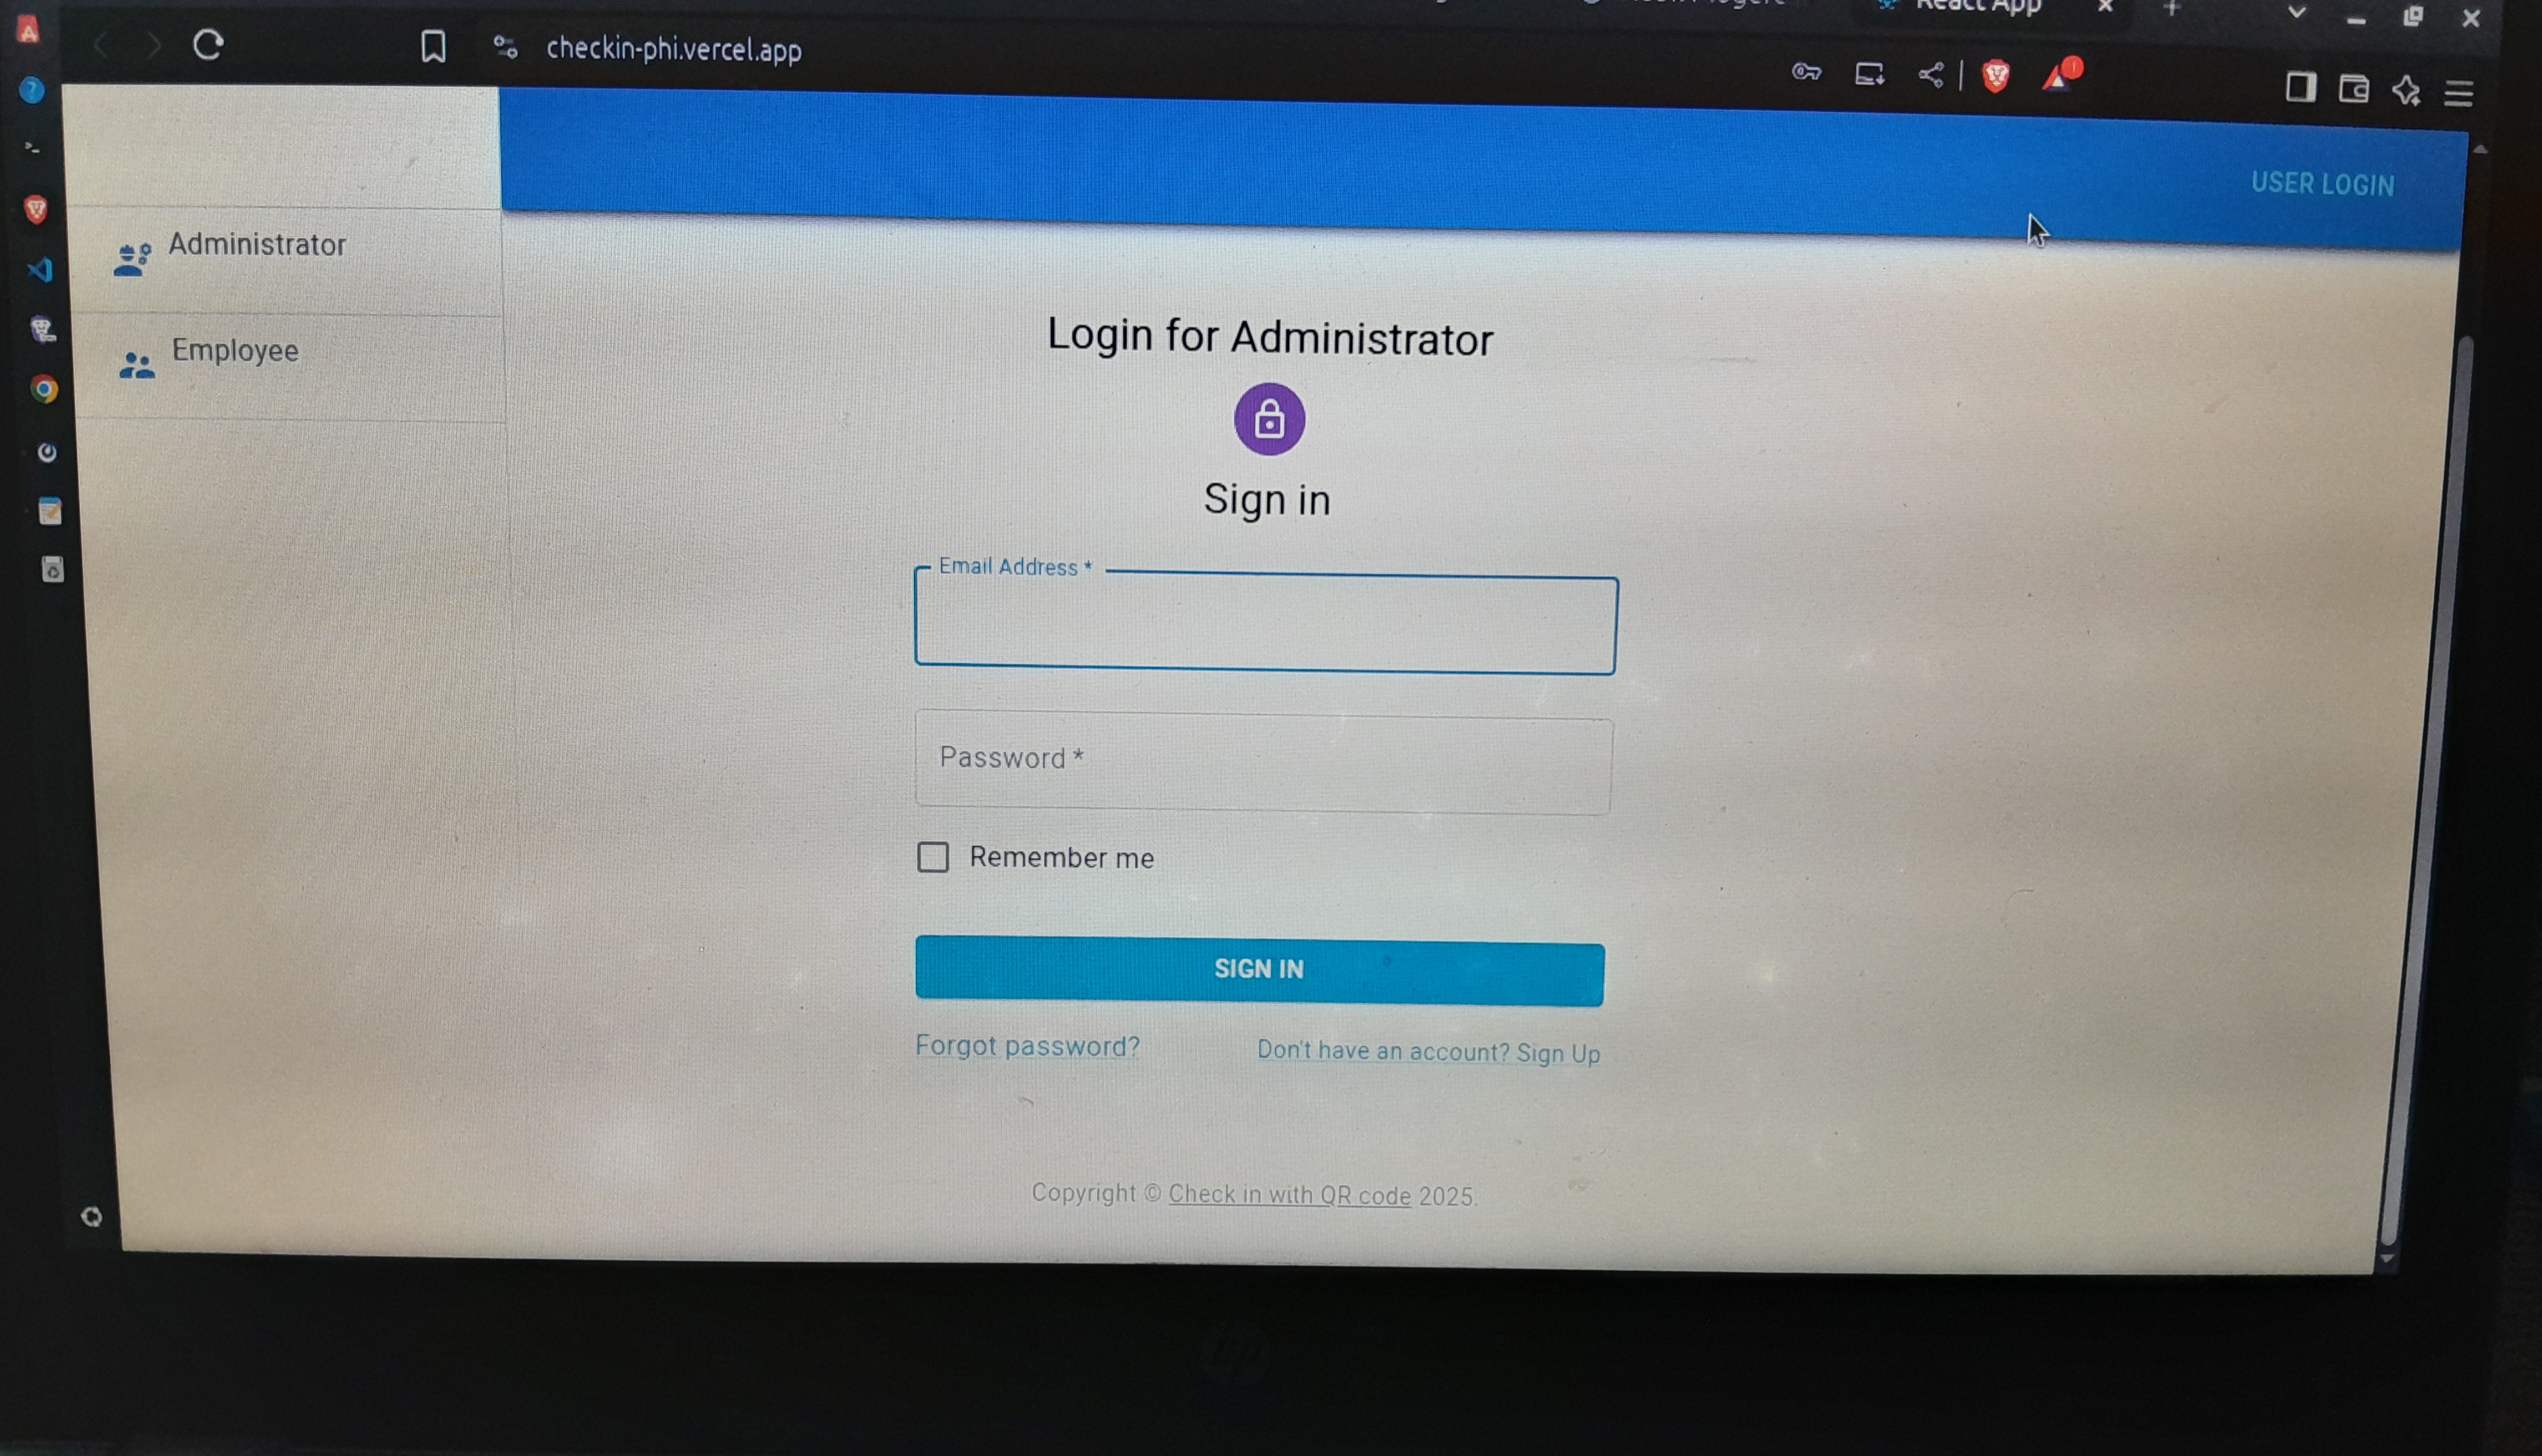 React App
checkin-phi.vercel.app
USER LOGIN
Administrator
Employee
Login for Administrator
Sign in
Email Address *
Password *
Remember me
SIGN IN
Forgot password?
Don't have an account? Sign Up
Copyright © Check in with QR code 2025.
hp